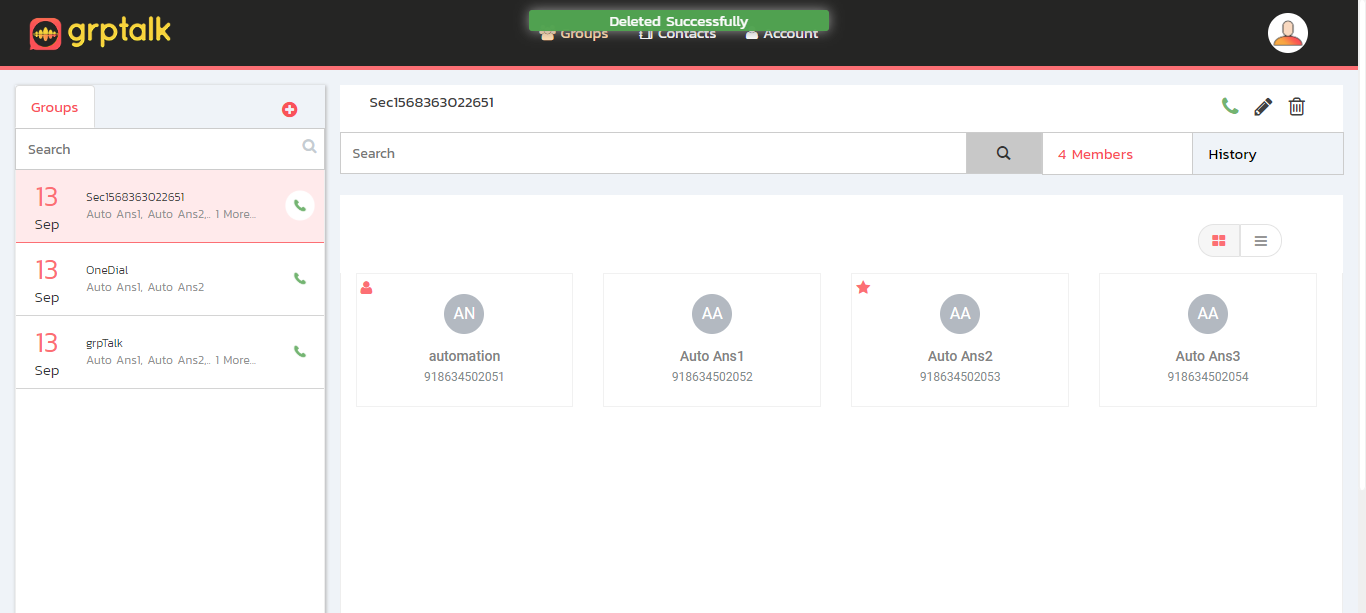 grptalk
Deleted Successfully
Groups
Contacts
Account
Groups
Search
13
Sep
Sec1568363022651
Auto Ans1, Auto Ans2,.. 1 More...
13
Sep
OneDial
Auto Ans1, Auto Ans2
13
Sep
grpTalk
Auto Ans1, Auto Ans2,.. 1 More...
Sec1568363022651
Search
4 Members
History
AN
automation
918634502051
AA
Auto Ans1
918634502052
AA
Auto Ans2
918634502053
AA
Auto Ans3
918634502054